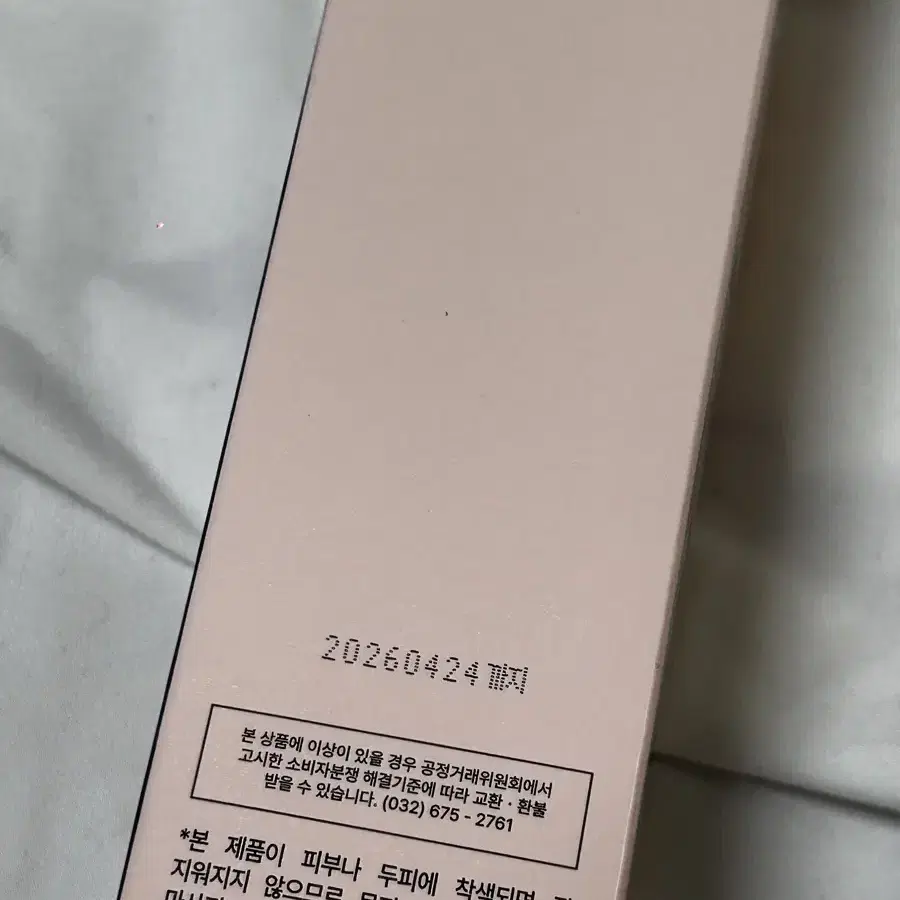 20260424 까지
본 상품에 이상이 있을 경우 공정거래위원회에서
고시한 소비자분쟁 해결기준에 따라 교환·환불
받을 수 있습니다. (032) 675 - 2761
*본 제품이 피부나 두피에 착색되면
지워지지 않으므로